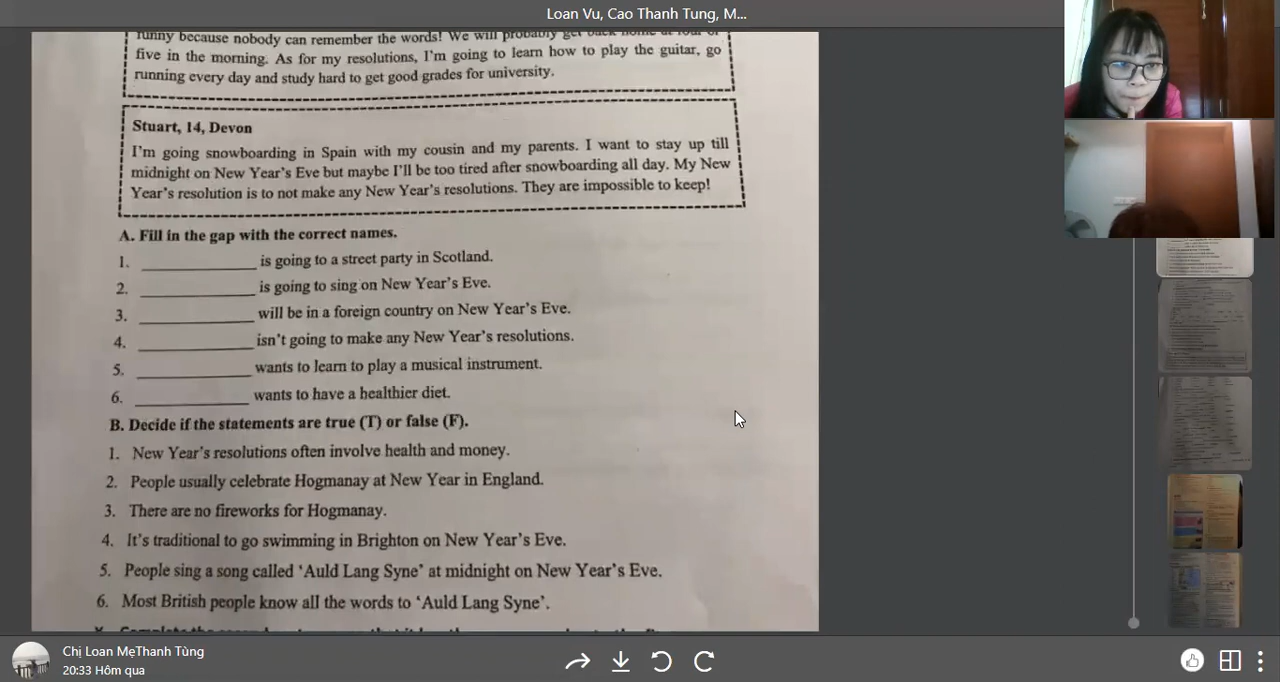 Loan Vu, Cao Thanh Tung, M...
funny because nobody can remember the words! We will probably get back home at four or
five in the morning. As for my resolutions, I'm going to learn how to play the guitar, go
running every day and study hard to get good grades for university.
Stuart, 14, Devon
I'm going snowboarding in Spain with my cousin and my parents. I want to stay up till
midnight on New Year's Eve but maybe I'll be too tired after snowboarding all day. My New
Year's resolution is to not make any New Year's resolutions. They are impossible to keep!
A. Fill in the gap with the correct names.
1. ____________ is going to a street party in Scotland.
2. ____________ is going to sing on New Year's Eve.
3. ____________ will be in a foreign country on New Year's Eve.
4. ____________ isn't going to make any New Year's resolutions.
5. ____________ wants to learn to play a musical instrument.
6. ____________ wants to have a healthier diet.
B. Decide if the statements are true (T) or false (F).
1. New Year's resolutions often involve health and money.
2. People usually celebrate Hogmanay at New Year in England.
3. There are no fireworks for Hogmanay.
4. It's traditional to go swimming in Brighton on New Year's Eve.
5. People sing a song called 'Auld Lang Syne' at midnight on New Year's Eve.
6. Most British people know all the words to 'Auld Lang Syne'.
Chị Loan MẹThanh Tùng
20:33 Hôm qua